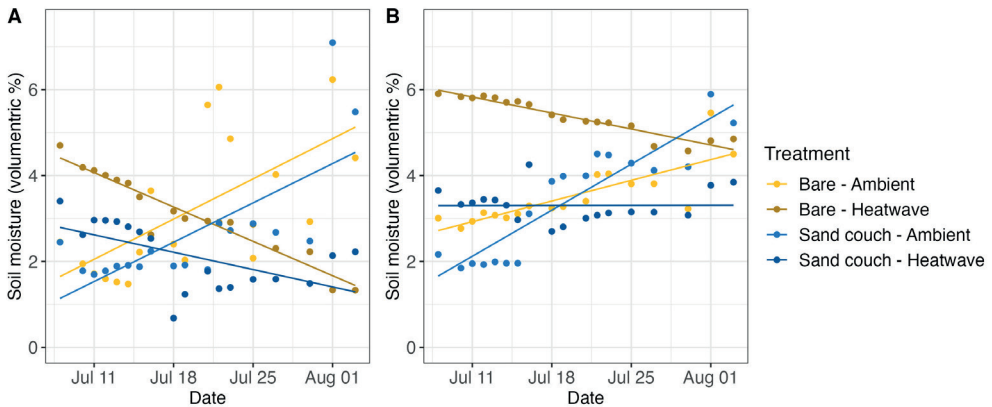 A
B
Soil moisture (volumentric %)
6
4
2
0
Jul 11 Jul 18 Jul 25 Aug 01
Date
Soil moisture (volumentric %)
6
4
2
0
Jul 11 Jul 18 Jul 25 Aug 01
Date
Treatment
Bare - Ambient
Bare - Heatwave
Sand couch - Ambient
Sand couch - Heatwave